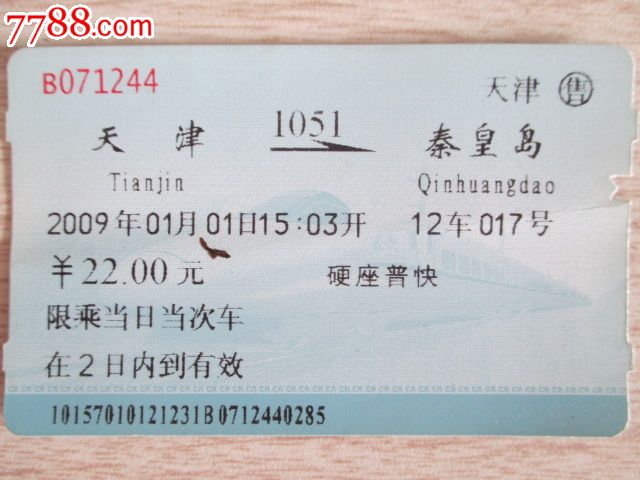 7788.com
B071244 天津 售
天津 1051 秦皇岛
Tianjin Qinhuangdao
2009年01月01日15:03开 12车017号
￥22.00元 硬座普快
限乘当日当次车
在2日内到有效
10157010121231B0712440285